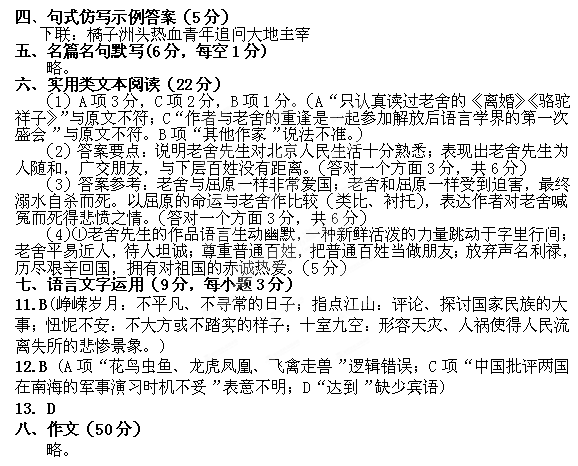 四、句式仿写示例答案（5分）
下联：橘子洲头热血青年追问大地主宰
五、名篇名句默写(6分，每空1分)
略。
六、实用类文本阅读（22分）
（1）A项3分，C项2分，B项1分。（A“只认真读过老舍的《离婚》《骆驼
祥子》”与原文不符；C“作者与老舍的重逢是一起参加解放后语言学界的第一次
盛会”与原文不符。B项“其他作家”说法不准。）
（2）答案要点：说明老舍先生对北京人民生活十分熟悉；表现出老舍先生为
人随和，广交朋友，与下层百姓没有距离。（答对一个方面3分，共6分）
（3）答案参考：老舍与屈原一样非常爱国；老舍和屈原一样受到迫害，最终
溺水自杀而死。以屈原的命运与老舍作比较（类比、衬托），表达作者对老舍喊
冤而死得悲愤之情。（答对一个方面3分，共6分）
（4）①老舍先生的作品语言生动幽默，一种新鲜活泼的力量跳动于字里行间；
老舍平易近人，待人坦诚；尊重普通百姓，把普通百姓当做朋友；放弃声名利禄，
历尽艰辛回国，拥有对祖国的赤诚热爱。（5分）
七、语言文字运用（9分，每小题3分）
11.B(峥嵘岁月：不平凡、不寻常的日子；指点江山：评论、探讨国家民族的大
事；忸怩不安：不大方或不踏实的样子；十室九空：形容天灾、人祸使得人民流
离失所的悲惨景象。）
12.B（A项“花鸟虫鱼、龙虎凤凰、飞禽走兽”逻辑错误；C项“中国批评两国
在南海的军事演习时机不妥”表意不明；D“达到”缺少宾语）
13. D
八、作文（50分）
略。